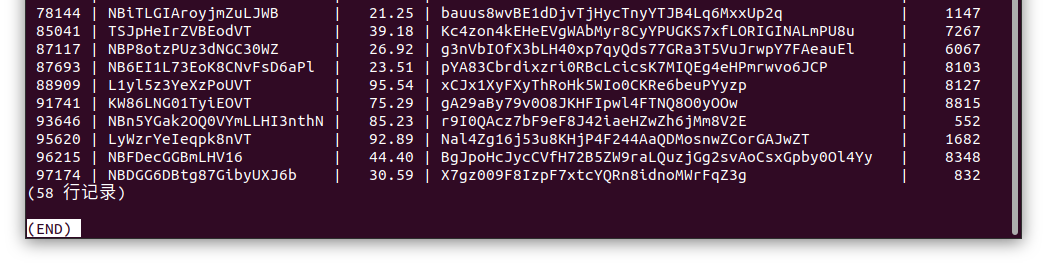 78144 | NBiTLGIAroyjmZuLJWB | 21.25 | bauus8wvBE1dDjvTjHycTnyYTJB4Lq6MxxUp2q | 1147
85041 | TSJpHeIrZVBEodVT | 39.18 | Kc4zon4kEHeEVgWAbMyr8CyYPUGKS7xfLORIGINALmPU8u | 7267
87117 | NBP8otzPUz3dNGC30WZ | 26.92 | g3nVbIOfX3bLH40xp7qyQds77GRa3T5VuJrwpY7FAeauEl | 6067
87693 | NB6EI1L73EoK8CNvFsD6aPl | 23.51 | pYA83Cbrdixzri0RBcLcicsK7MIQEg4eHPmrwvo6JCP | 8103
88909 | L1yl5z3YeXzPoUVT | 95.54 | xCJx1XyFXyThRoHk5WIo0CKRe6beuPYyzp | 8127
91741 | KW86LNG01TyiEOVT | 75.29 | gA29aBy79v0O8JKHFIpwl4FTNQ8O0yOOw | 8815
93646 | NBn5YGak2OQ0VYmLLHI3nthN | 85.23 | r9I0QAcz7bF9eF8J42iaeHZwZh6jMm8V2E | 552
95620 | LyWzrYeIeqpk8nVT | 92.89 | Nal4Zg16j53u8KHjP4F244AaQDMosnwZCorGAJwZT | 1682
96215 | NBFDecGGBmLHV16 | 44.40 | BgJpoHcJycCVfH72B5ZW9raLQuzjGg2svAoCsxGpby0Ol4Yy | 8348
97174 | NBDGG6DBtg87GibyUXJ6b | 30.59 | X7gz009F8IzpF7xtcYQRn8idnoMWrFqZ3g | 832
(58 行记录)
(END)